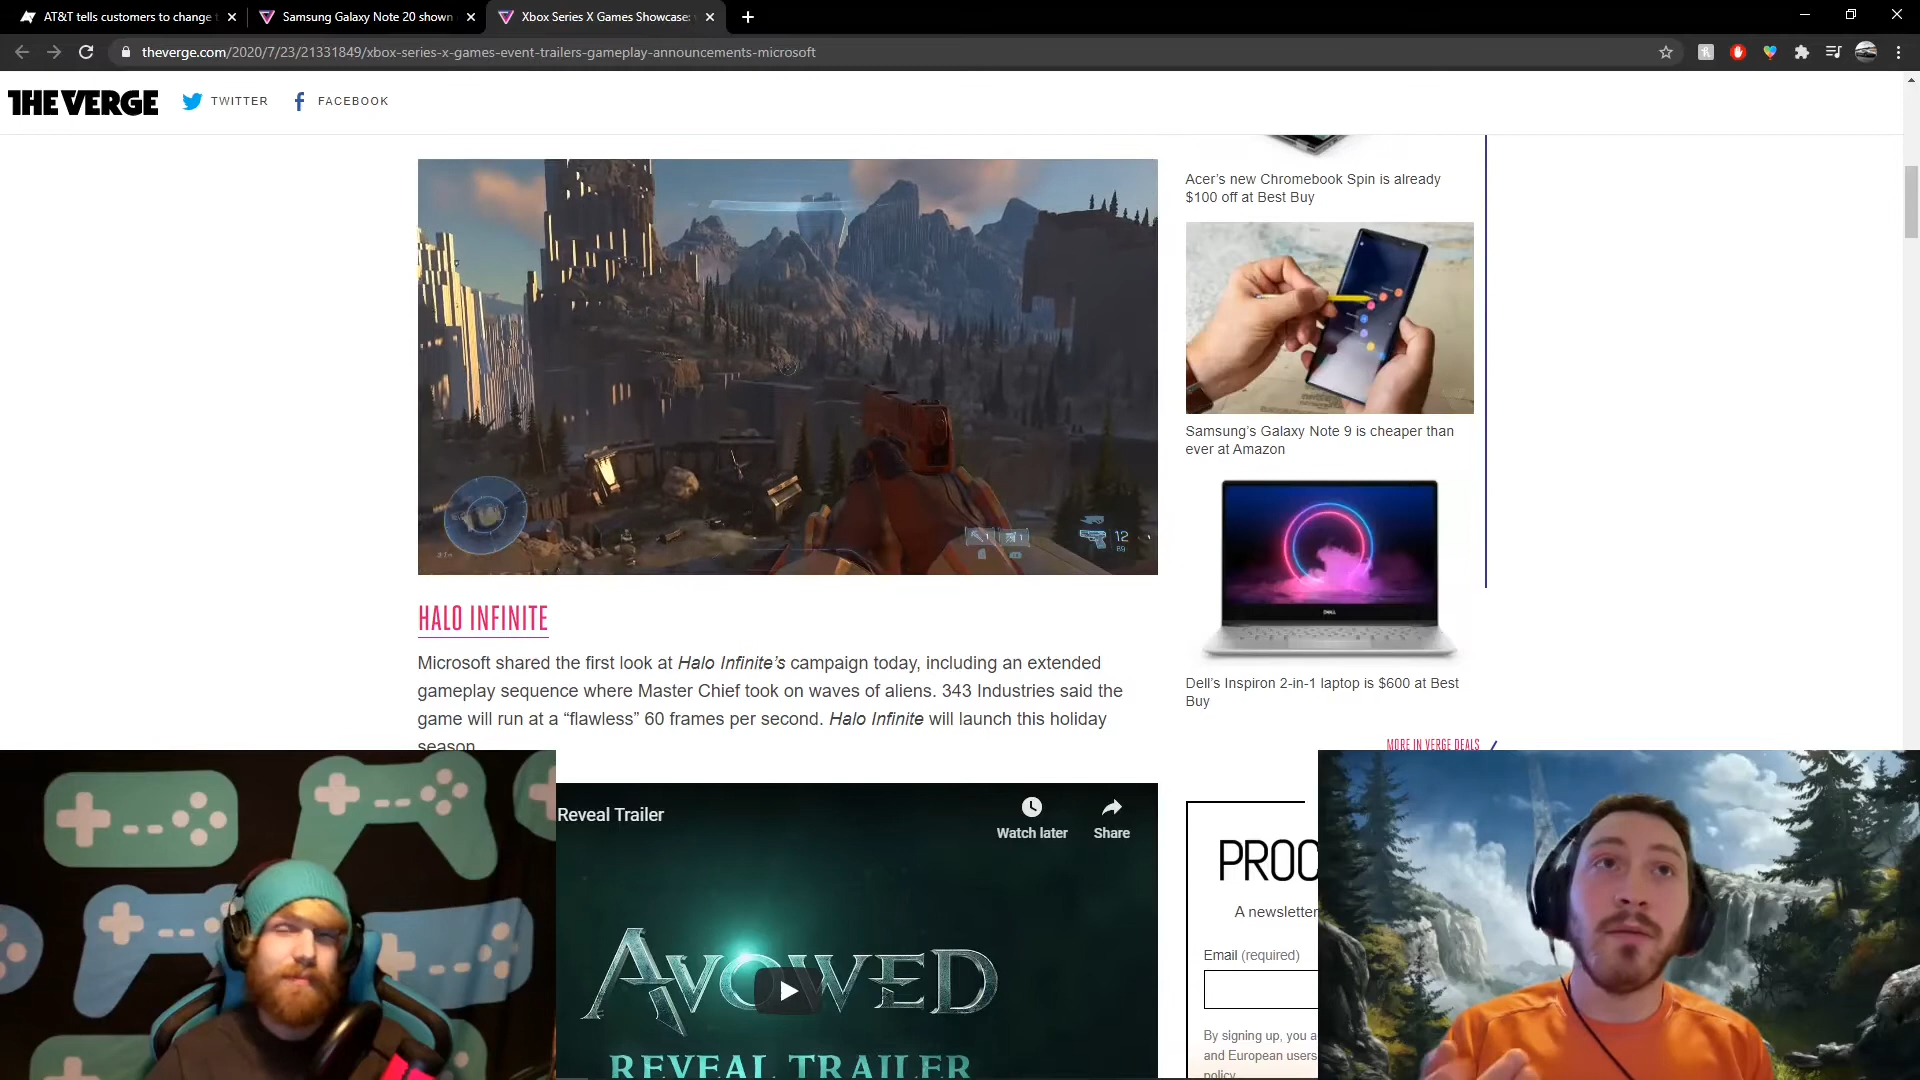 AT&T tells customers to change
Samsung Galaxy Note 20 shown
Xbox Series X Games Showcase:
theverge.com/2020/7/23/21331849/xbox-series-x-games-event-trailers-gameplay-announcements-microsoft
THE VERGE
TWITTER
FACEBOOK
Acer’s new Chromebook Spin is already
$100 off at Best Buy
Samsung’s Galaxy Note 9 is cheaper than
ever at Amazon
12
DELL
HALO INFINITE
Microsoft shared the first look at Halo Infinite’s campaign today, including an extended
gameplay sequence where Master Chief took on waves of aliens. 343 Industries said the
game will run at a “flawless” 60 frames per second. Halo Infinite will launch this holiday
season.
Dell’s Inspiron 2-in-1 laptop is $600 at Best
Buy
MORE IN VERGE DEALS
Reveal Trailer
Watch later
Share
AVOWED
REVEAL TRAILER
PROC
A newsletter
Email (required)
By signing up, you a
and European users
policy